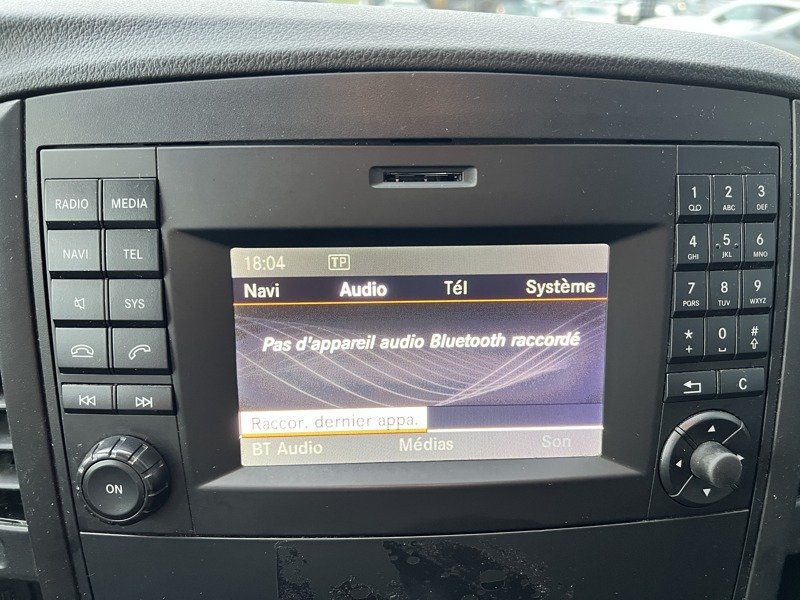 RADIO MEDIA
NAVI TEL
SYS
ON
18:04 TP
Navi Audio Tél Système
Pas d'appareil audio Bluetooth raccordé
Raccor. dernier appa.
BT Audio Médias Son
1 2 ABC 3 DEF
4 GHI 5 JKL 6 MNO
7 PQRS 8 TUV 9 WXYZ
* + 0 #
C